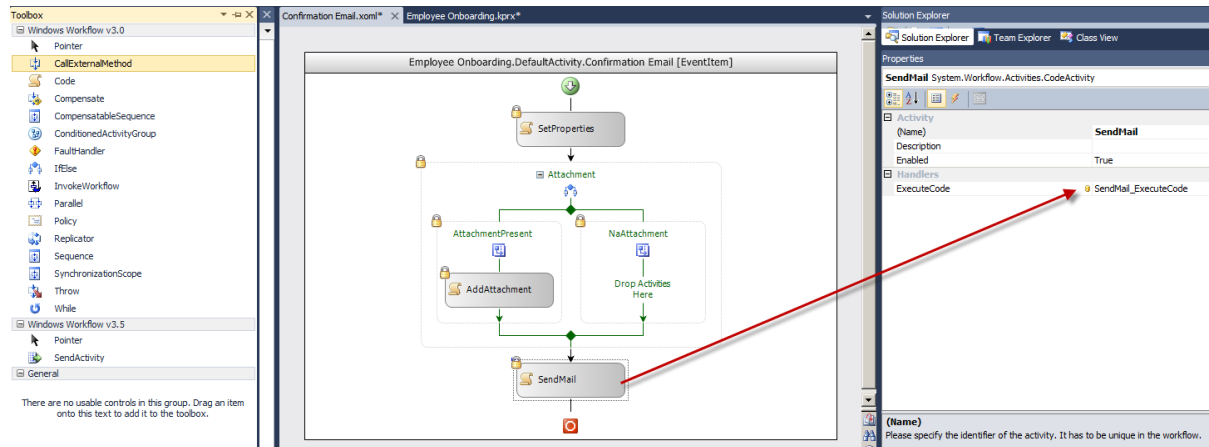 Toolbox
Windows Workflow v3.0
Pointer
CallExternalMethod
Code
Compensate
CompensatableSequence
ConditionedActivityGroup
FaultHandler
IfElse
InvokeWorkflow
Parallel
Policy
Replicator
Sequence
SynchronizationScope
Throw
While
Windows Workflow v3.5
Pointer
SendActivity
General
There are no usable controls in this group. Drag an item
onto this text to add it to the toolbox.
Confirmation Email.xoml* Employee Onboarding.kprx*
Employee Onboarding.DefaultActivity.Confirmation Email [EventItem]
SetProperties
Attachment
AttachmentPresent NaAttachment
AddAttachment
Drop Activities
Here
SendMail
Solution Explorer
Solution Explorer Team Explorer Class View
Properties
SendMail System.Workflow.Activities.CodeActivity
Activity
(Name) SendMail
Description
Enabled True
Handlers
ExecuteCode SendMail_ExecuteCode
(Name)
Please specify the identifier of the activity. It has to be unique in the workflow.